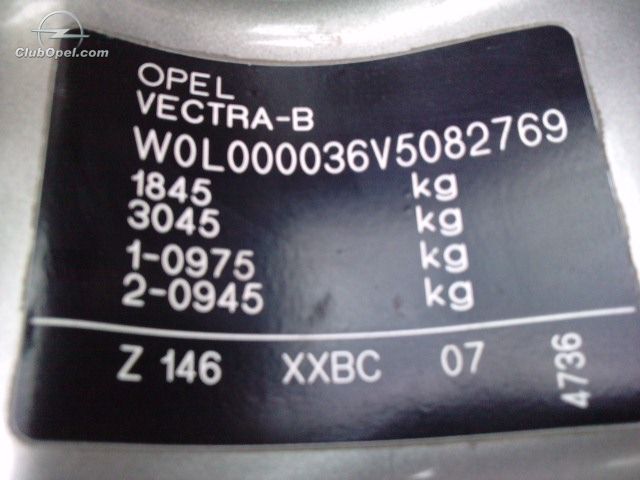 ClubOpel.com
OPEL
VECTRA-B
W0L000036V5082769
1845 kg
3045 kg
1-0975 kg
2-0945 kg
Z 146 XXBC 07 4736